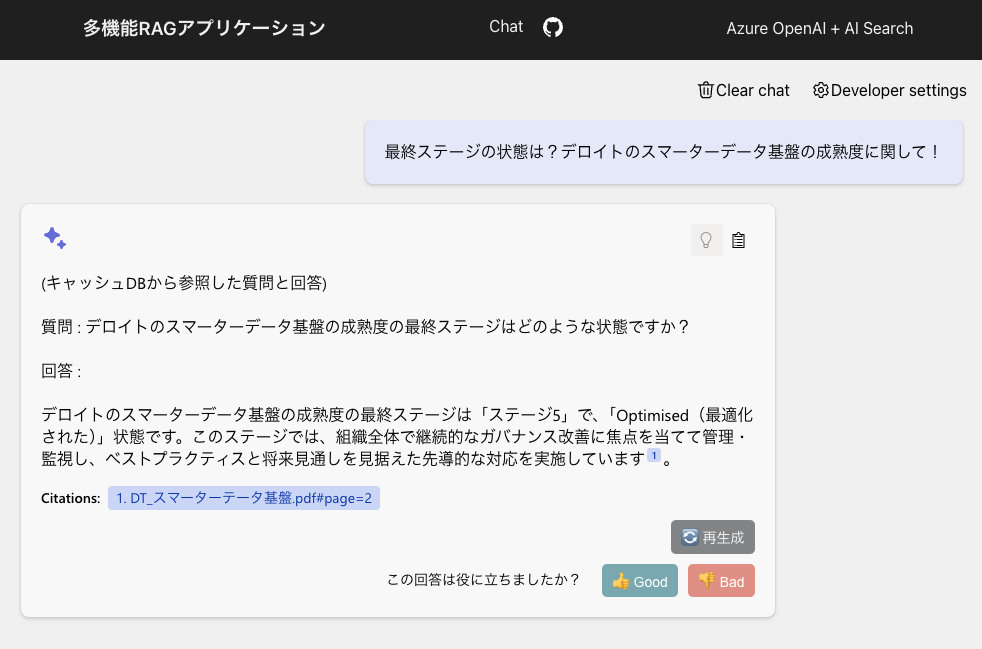 多機能RAGアプリケーション
Chat
Azure OpenAI + AI Search
Clear chat
Developer settings
最終ステージの状態は？デロイトのスマーターデータ基盤の成熟度に関して！
(キャッシュDBから参照した質問と回答)
質問 : デロイトのスマーターデータ基盤の成熟度の最終ステージはどのような状態ですか？
回答 :
デロイトのスマーターデータ基盤の成熟度の最終ステージは「ステージ5」で、「Optimised（最適化
された）」状態です。このステージでは、組織全体で継続的なガバナンス改善に焦点を当てて管理・
監視し、ベストプラクティスと将来見通しを見据えた先導的な対応を実施しています 1 。
Citations: 1. DT_スマーターテータ基盤.pdf#page=2
再生成
この回答は役に立ちましたか？ 👍 Good 👎 Bad